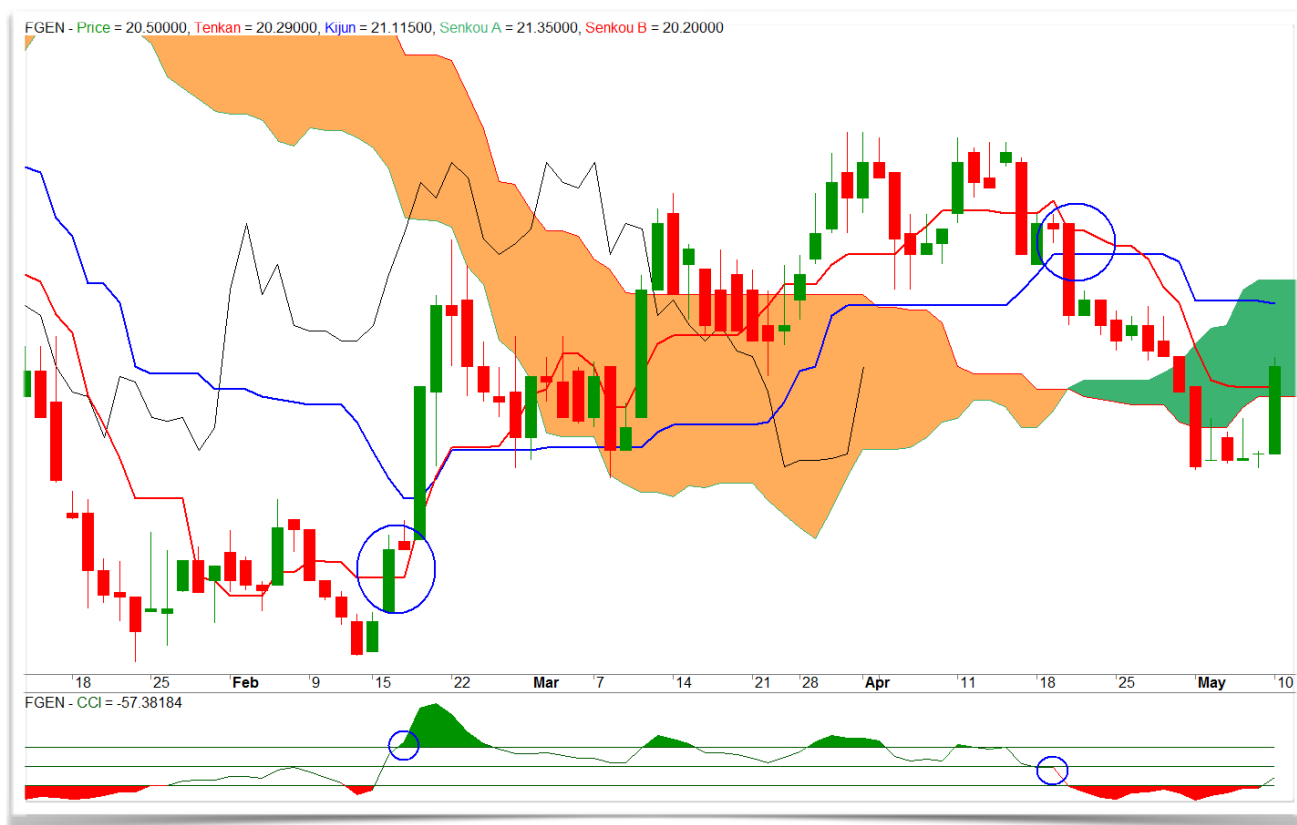 FGEN - Price = 20.50000, Tenkan = 20.29000, Kijun = 21.11500, Senkou A = 21.35000, Senkou B = 20.20000
18 25 Feb 9 15 22 Mar 7 14 21 28 Apr 11 18 25 May 10
FGEN - CCI = -57.38184